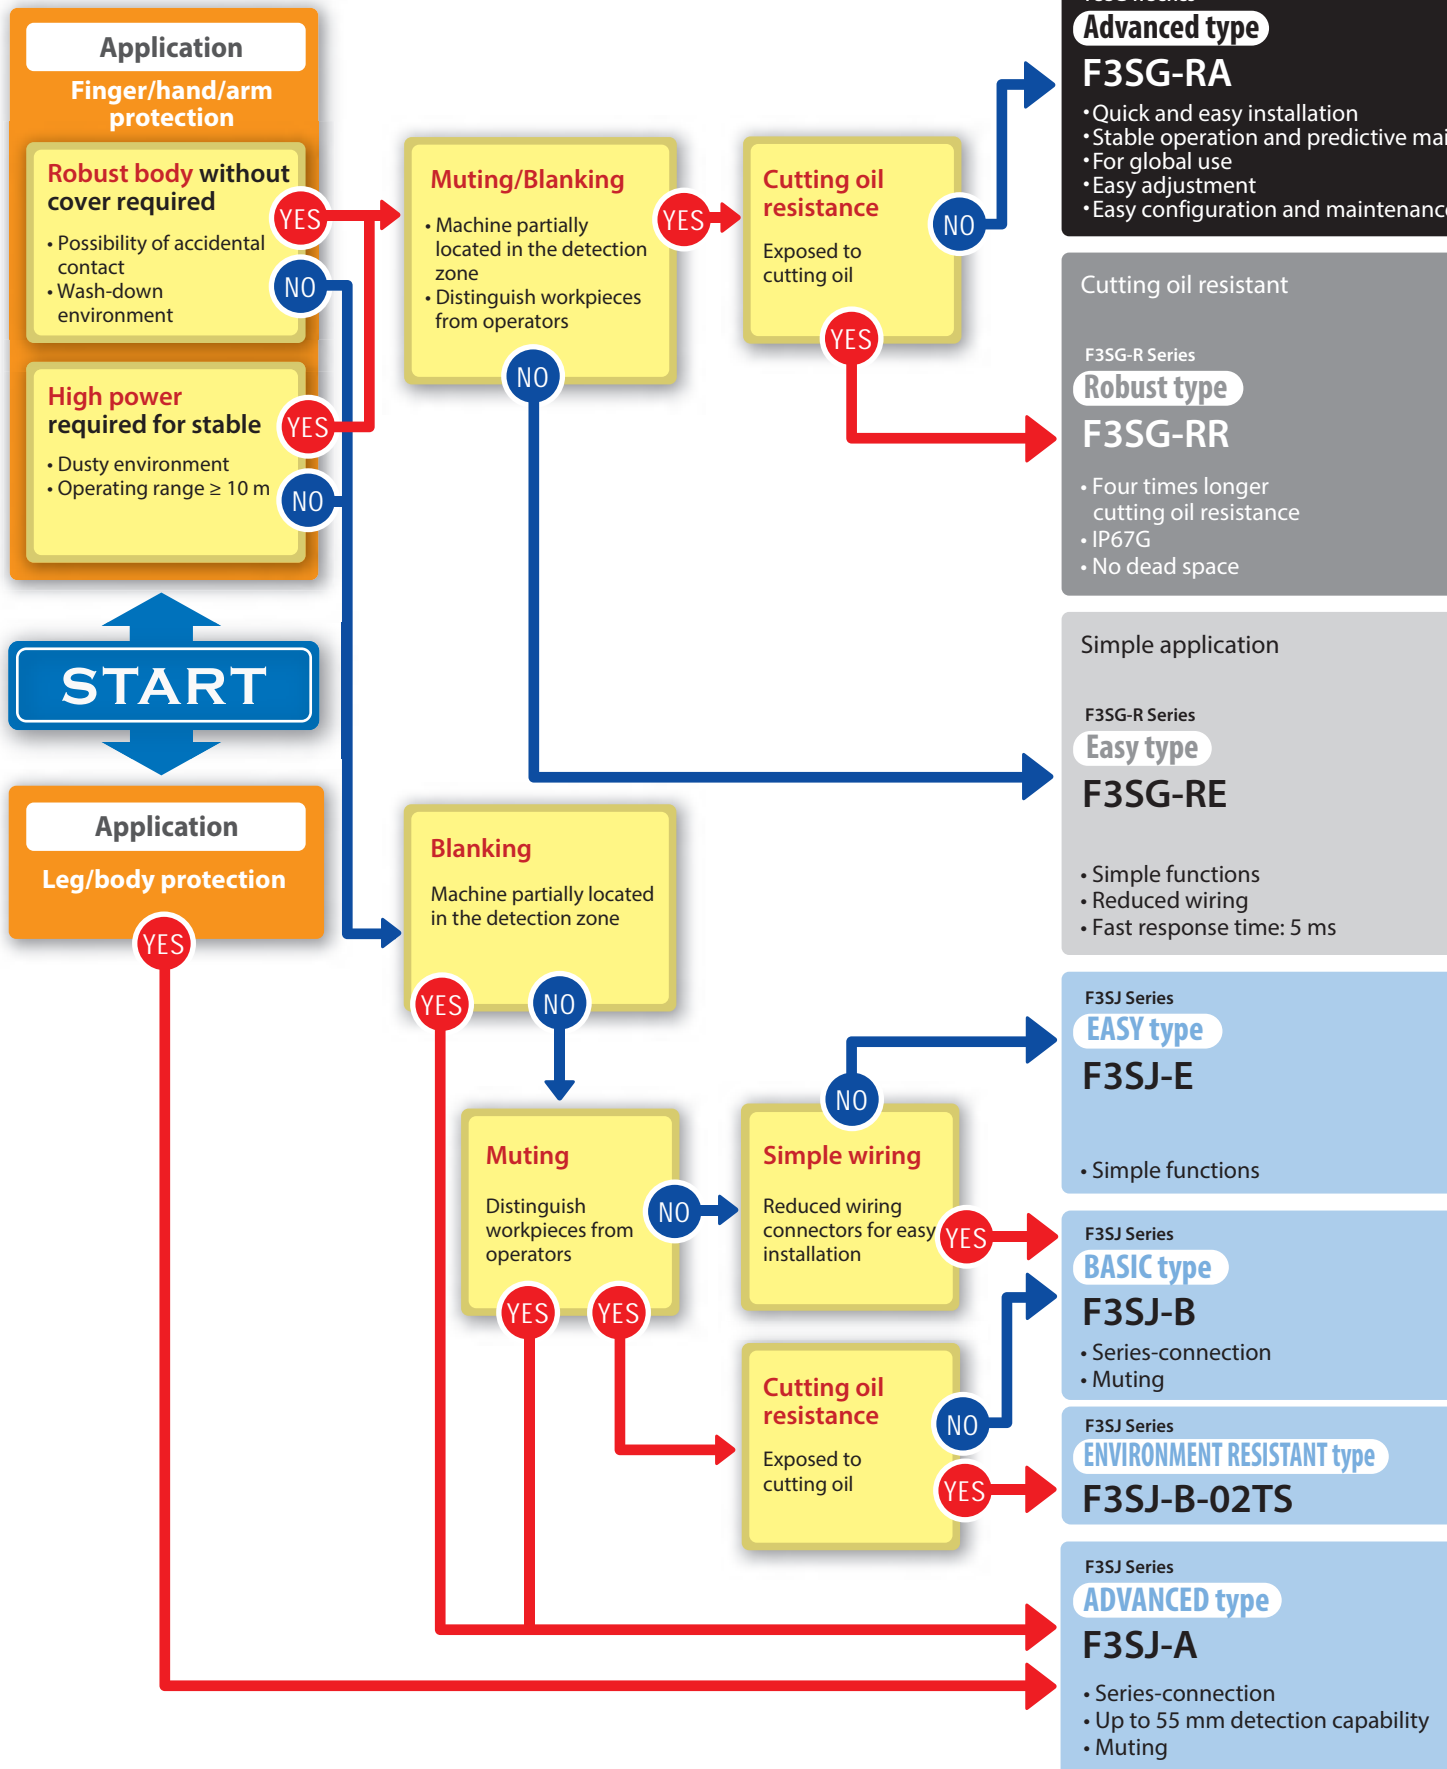 Application
Finger/hand/arm
protection
Robust body without
cover required
• Possibility of accidental
contact
• Wash-down
environment
YES
NO
High power
required for stable
• Dusty environment
• Operating range ≥ 10 m
YES
NO
START
Application
Leg/body protection
YES
Muting/Blanking
• Machine partially
located in the detection
zone
• Distinguish workpieces
from operators
YES
NO
Cutting oil
resistance
Exposed to
cutting oil
NO
YES
Blanking
Machine partially located
in the detection zone
YES
NO
Muting
Distinguish
workpieces from
operators
NO
YES
YES
Simple wiring
Reduced wiring
connectors for easy
installation
NO
YES
Cutting oil
resistance
Exposed to
cutting oil
NO
YES
Advanced type
F3SG-RA
• Quick and easy installation
• Stable operation and predictive mai
• For global use
• Easy adjustment
• Easy configuration and maintenance
Cutting oil resistant
F3SG-R Series
Robust type
F3SG-RR
• Four times longer
cutting oil resistance
• IP67G
• No dead space
Simple application
F3SG-R Series
Easy type
F3SG-RE
• Simple functions
• Reduced wiring
• Fast response time: 5 ms
F3SJ Series
EASY type
F3SJ-E
• Simple functions
F3SJ Series
BASIC type
F3SJ-B
• Series-connection
• Muting
F3SJ Series
ENVIRONMENT RESISTANT type
F3SJ-B-02TS
F3SJ Series
ADVANCED type
F3SJ-A
• Series-connection
• Up to 55 mm detection capability
• Muting